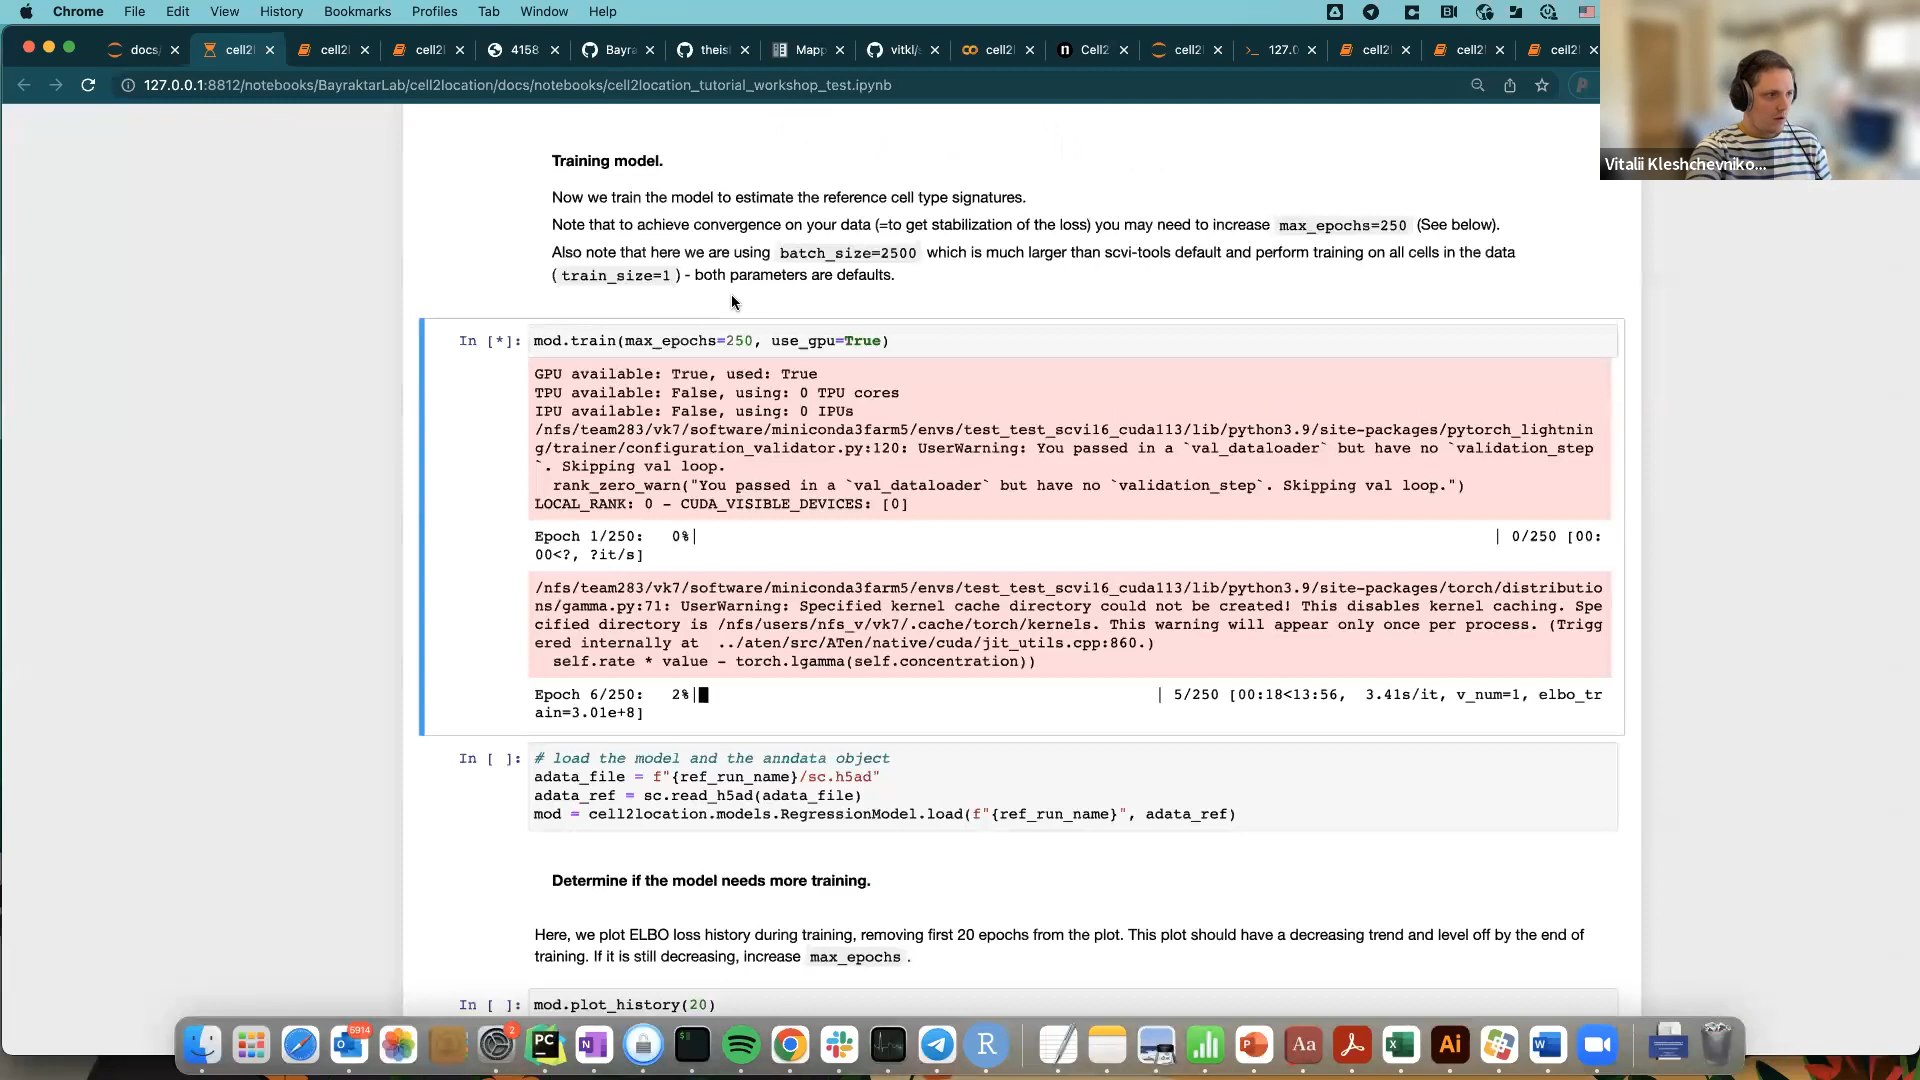 Chrome File Edit View History Bookmarks Profiles Tab Window Help
docs/ cell2l cell2l cell2l 4158 Bayra theisl Mapp vitkl/ cell2l Cell2 cell2l 127.0 cell2l cell2l cell2l
127.0.0.1:8812/notebooks/BayraktarLab/cell2location/docs/notebooks/cell2location_tutorial_workshop_test.ipynb
Vitalii Kleshchevniko...
Training model.
Now we train the model to estimate the reference cell type signatures.
Note that to achieve convergence on your data (=to get stabilization of the loss) you may need to increase max_epochs=250 (See below).
Also note that here we are using batch_size=2500 which is much larger than scvi-tools default and perform training on all cells in the data
( train_size=1 ) - both parameters are defaults.
In [*]: mod.train(max_epochs=250, use_gpu=True)
GPU available: True, used: True
TPU available: False, using: 0 TPU cores
IPU available: False, using: 0 IPUs
/nfs/team283/vk7/software/miniconda3farm5/envs/test_test_scvi16_cuda113/lib/python3.9/site-packages/pytorch_lightnin
g/trainer/configuration_validator.py:120: UserWarning: You passed in a `val_dataloader` but have no `validation_step
`. Skipping val loop.
rank_zero_warn("You passed in a `val_dataloader` but have no `validation_step`. Skipping val loop.")
LOCAL_RANK: 0 - CUDA_VISIBLE_DEVICES: [0]
Epoch 1/250: 0%| | 0/250 [00:
00<?, ?it/s]
/nfs/team283/vk7/software/miniconda3farm5/envs/test_test_scvi16_cuda113/lib/python3.9/site-packages/torch/distributio
ns/gamma.py:71: UserWarning: Specified kernel cache directory could not be created! This disables kernel caching. Spe
cified directory is /nfs/users/nfs_v/vk7/.cache/torch/kernels. This warning will appear only once per process. (Trigg
ered internally at ../aten/src/ATen/native/cuda/jit_utils.cpp:860.)
self.rate * value - torch.lgamma(self.concentration))
Epoch 6/250: 2%| | 5/250 [00:18<13:56, 3.41s/it, v_num=1, elbo_tr
ain=3.01e+8]
In [ ]: # load the model and the anndata object
adata_file = f"{ref_run_name}/sc.h5ad"
adata_ref = sc.read_h5ad(adata_file)
mod = cell2location.models.RegressionModel.load(f"{ref_run_name}", adata_ref)
Determine if the model needs more training.
Here, we plot ELBO loss history during training, removing first 20 epochs from the plot. This plot should have a decreasing trend and level off by the end of
training. If it is still decreasing, increase max_epochs .
In [ ]: mod.plot_history(20)
5914 2
PC N $ R P Aa X Ai W